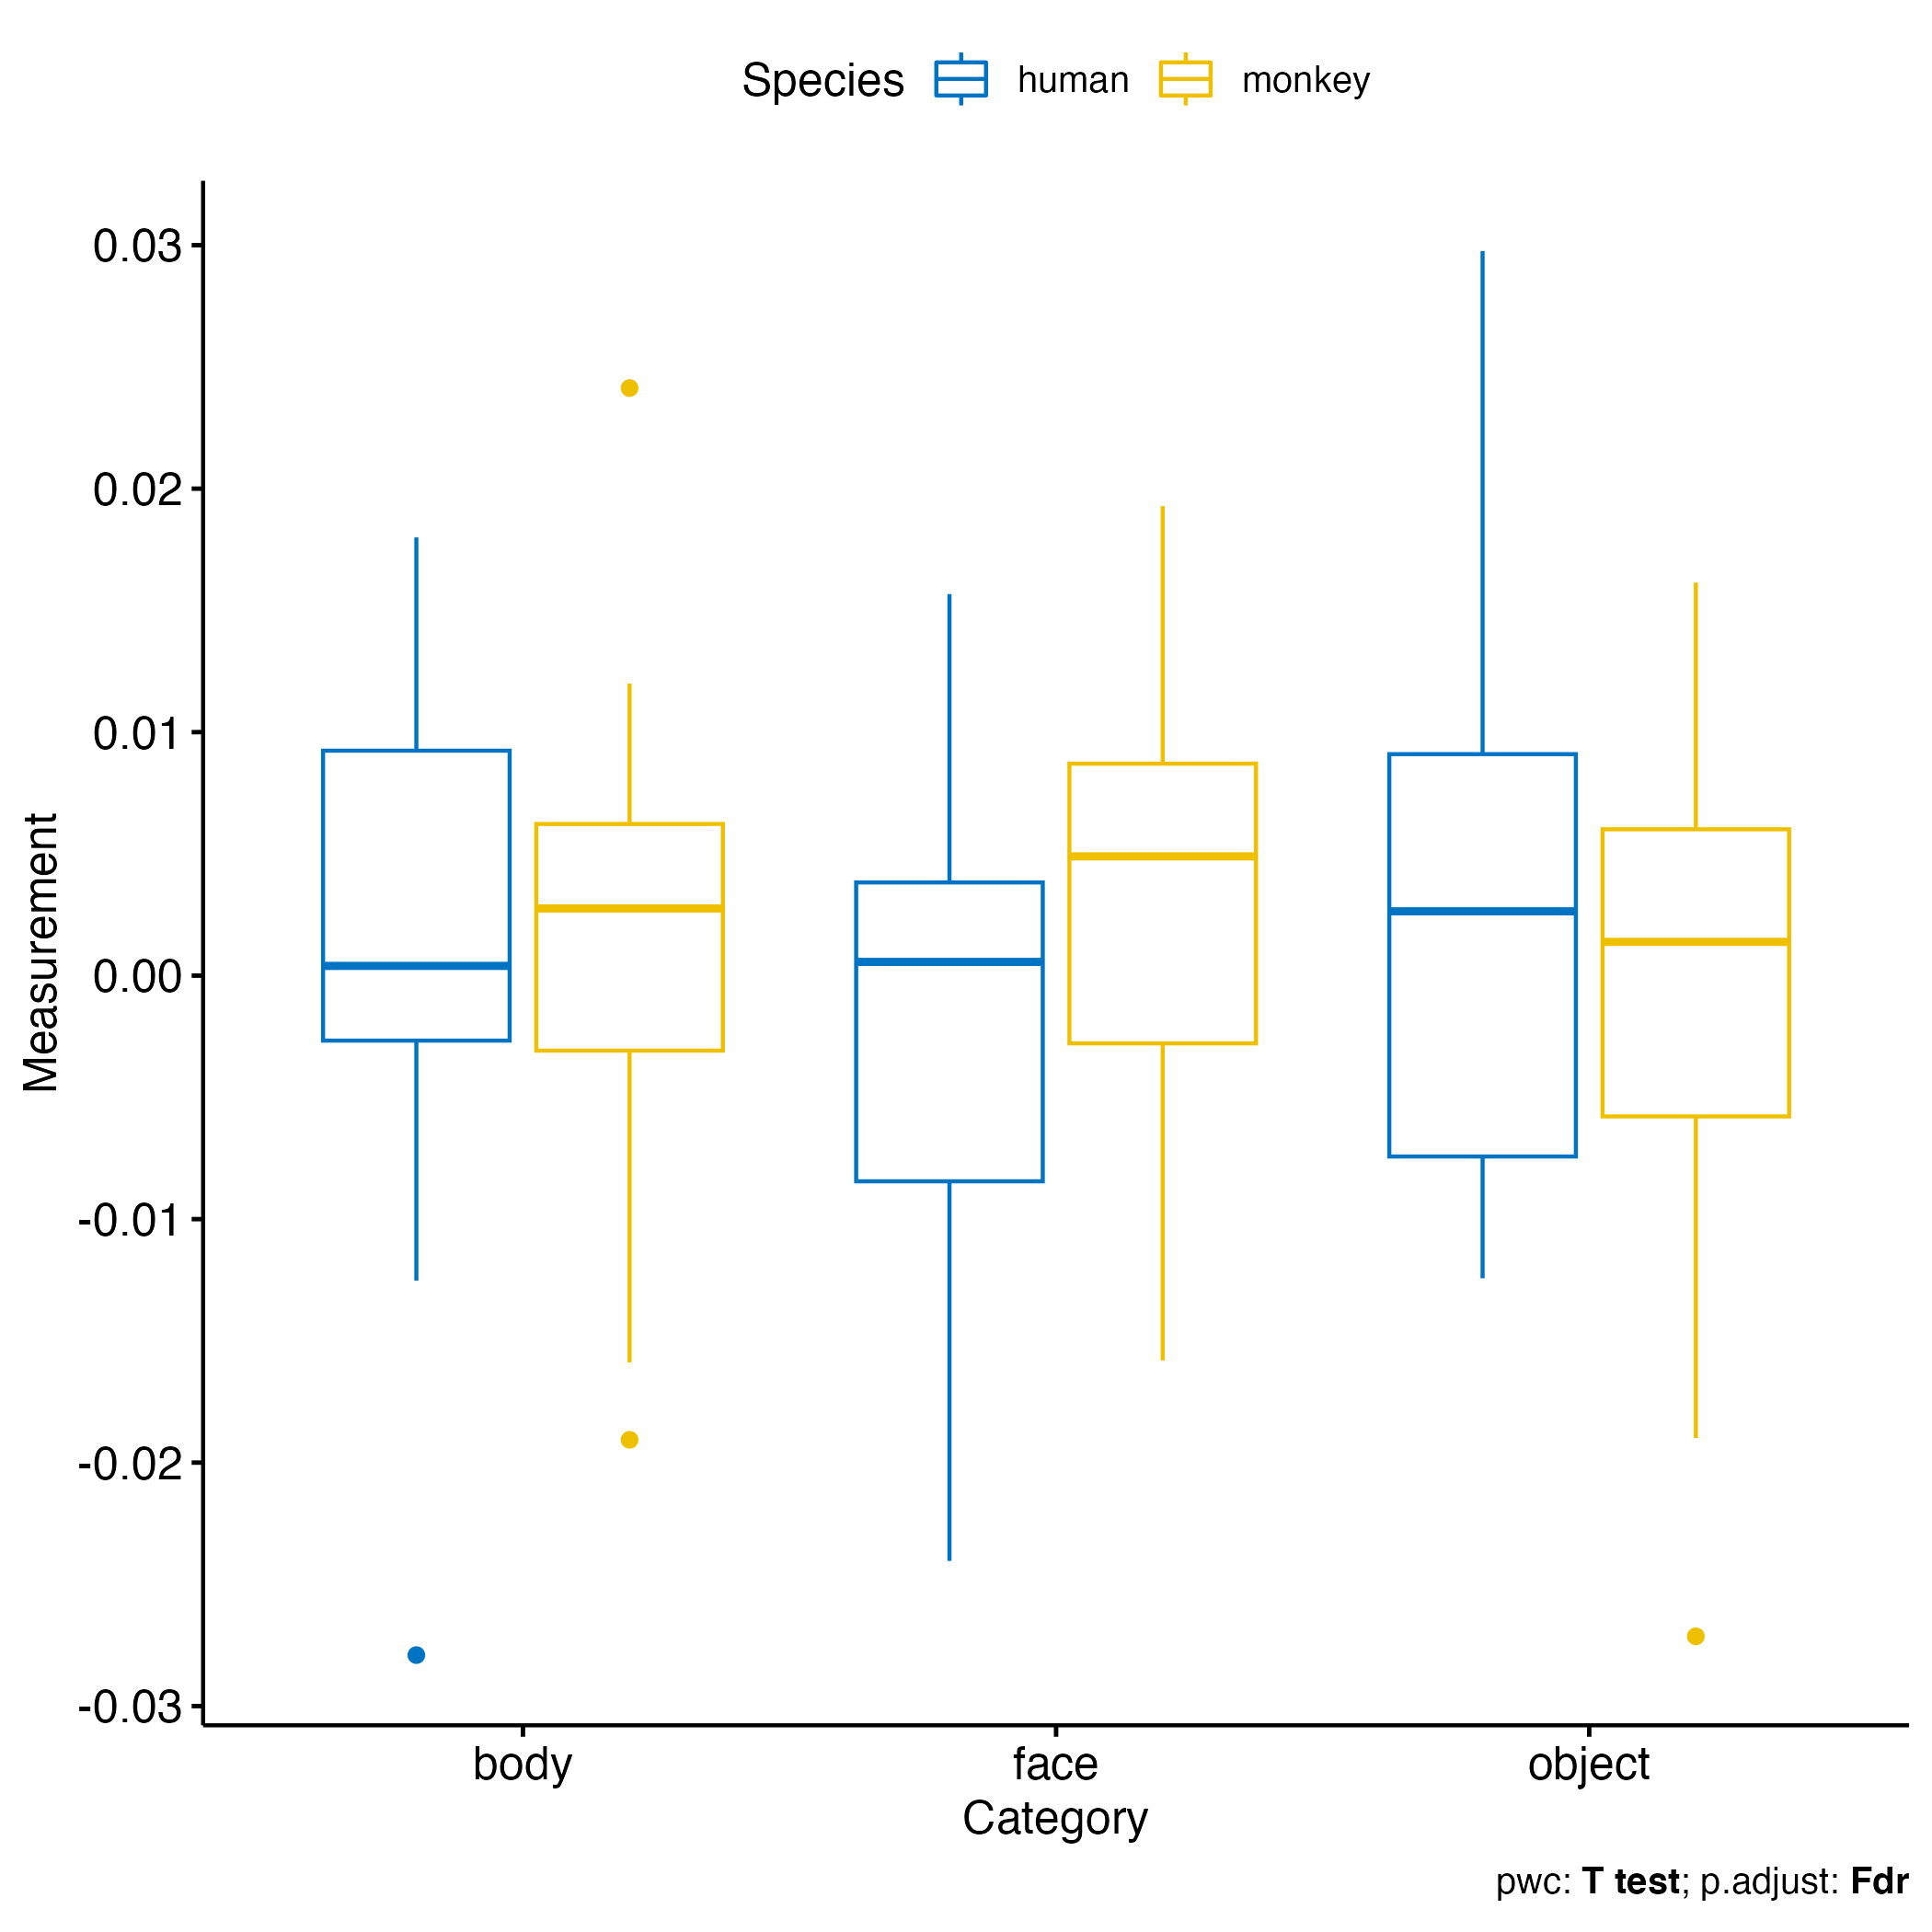 Species human monkey
0.03
0.02
0.01
0.00
-0.01
-0.02
-0.03
Measurement
body face object
Category
pwc: T test; p.adjust: Fdr